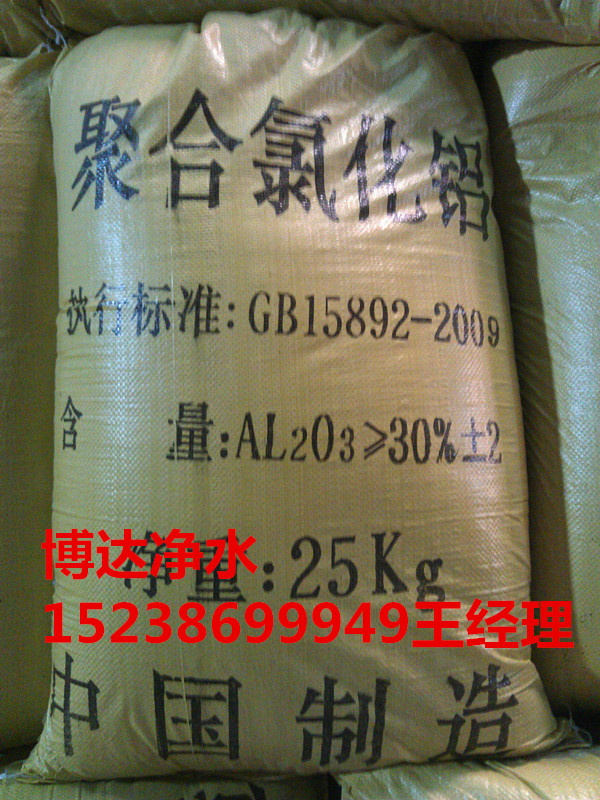 聚合氯化铝
执行标准:GB15892-2009
含 量:AL2O3≥30%±2
博达净水
净重:25Kg
15238699949王经理
中国制造